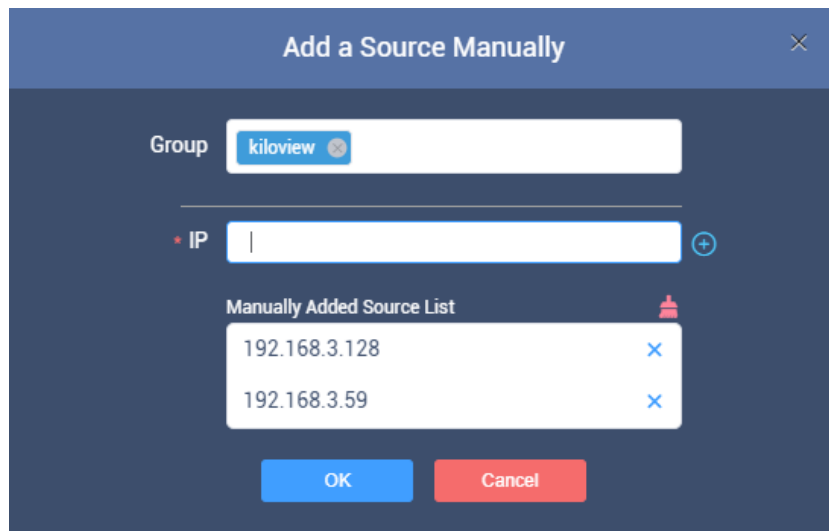 Add a Source Manually
Group kiloview
* IP
Manually Added Source List
192.168.3.128
192.168.3.59
OK Cancel